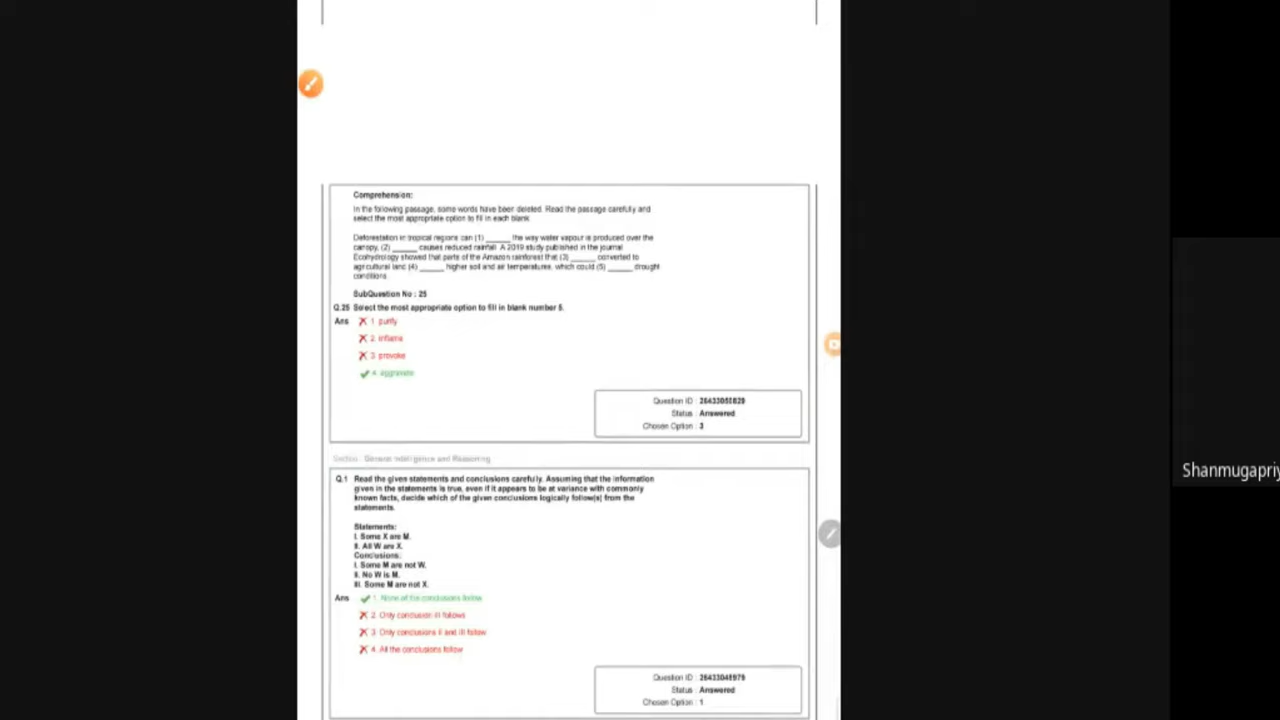 Comprehension:
In the following passage, some words have been deleted. Read the passage carefully and
select the most appropriate option to fill in each blank
Deforestation in tropical regions can (1) ______ the way water vapour is produced over the
canopy, (2) ______ causes reduced rainfall. A 2019 study published in the journal
Ecohydrology showed that parts of the Amazon rainforest that (3) ______ converted to
agricultural land (4) ______ higher soil and air temperatures, which could (5) ______ drought
conditions
SubQuestion No : 25
Q.25 Select the most appropriate option to fill in blank number 5.
Ans 1. purify
2. inflame
3. provoke
4. aggravate
Question ID : 26433050829
Status : Answered
Chosen Option : 3
Section : General Intelligence and Reasoning
Q.1 Read the given statements and conclusions carefully. Assuming that the information
given in the statements is true, even if it appears to be at variance with commonly
known facts, decide which of the given conclusions logically follow(s) from the
statements.
Statements:
I. Some X are M.
II. All W are X.
Conclusions:
I. Some M are not W.
II. No W is M.
III. Some M are not X.
Ans 1. None of the conclusions follow
2. Only conclusion III follows
3. Only conclusions II and III follow
4. All the conclusions follow
Question ID : 26433048979
Status : Answered
Chosen Option : 1
Shanmugapriy